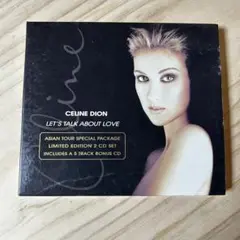 Celine
CELINE DION
LET'S TALK ABOUT LOVE
ASIAN TOUR SPECIAL PACKAGE
LIMITED EDITION 2 CD SET
INCLUDES A 5 TRACK BONUS CD